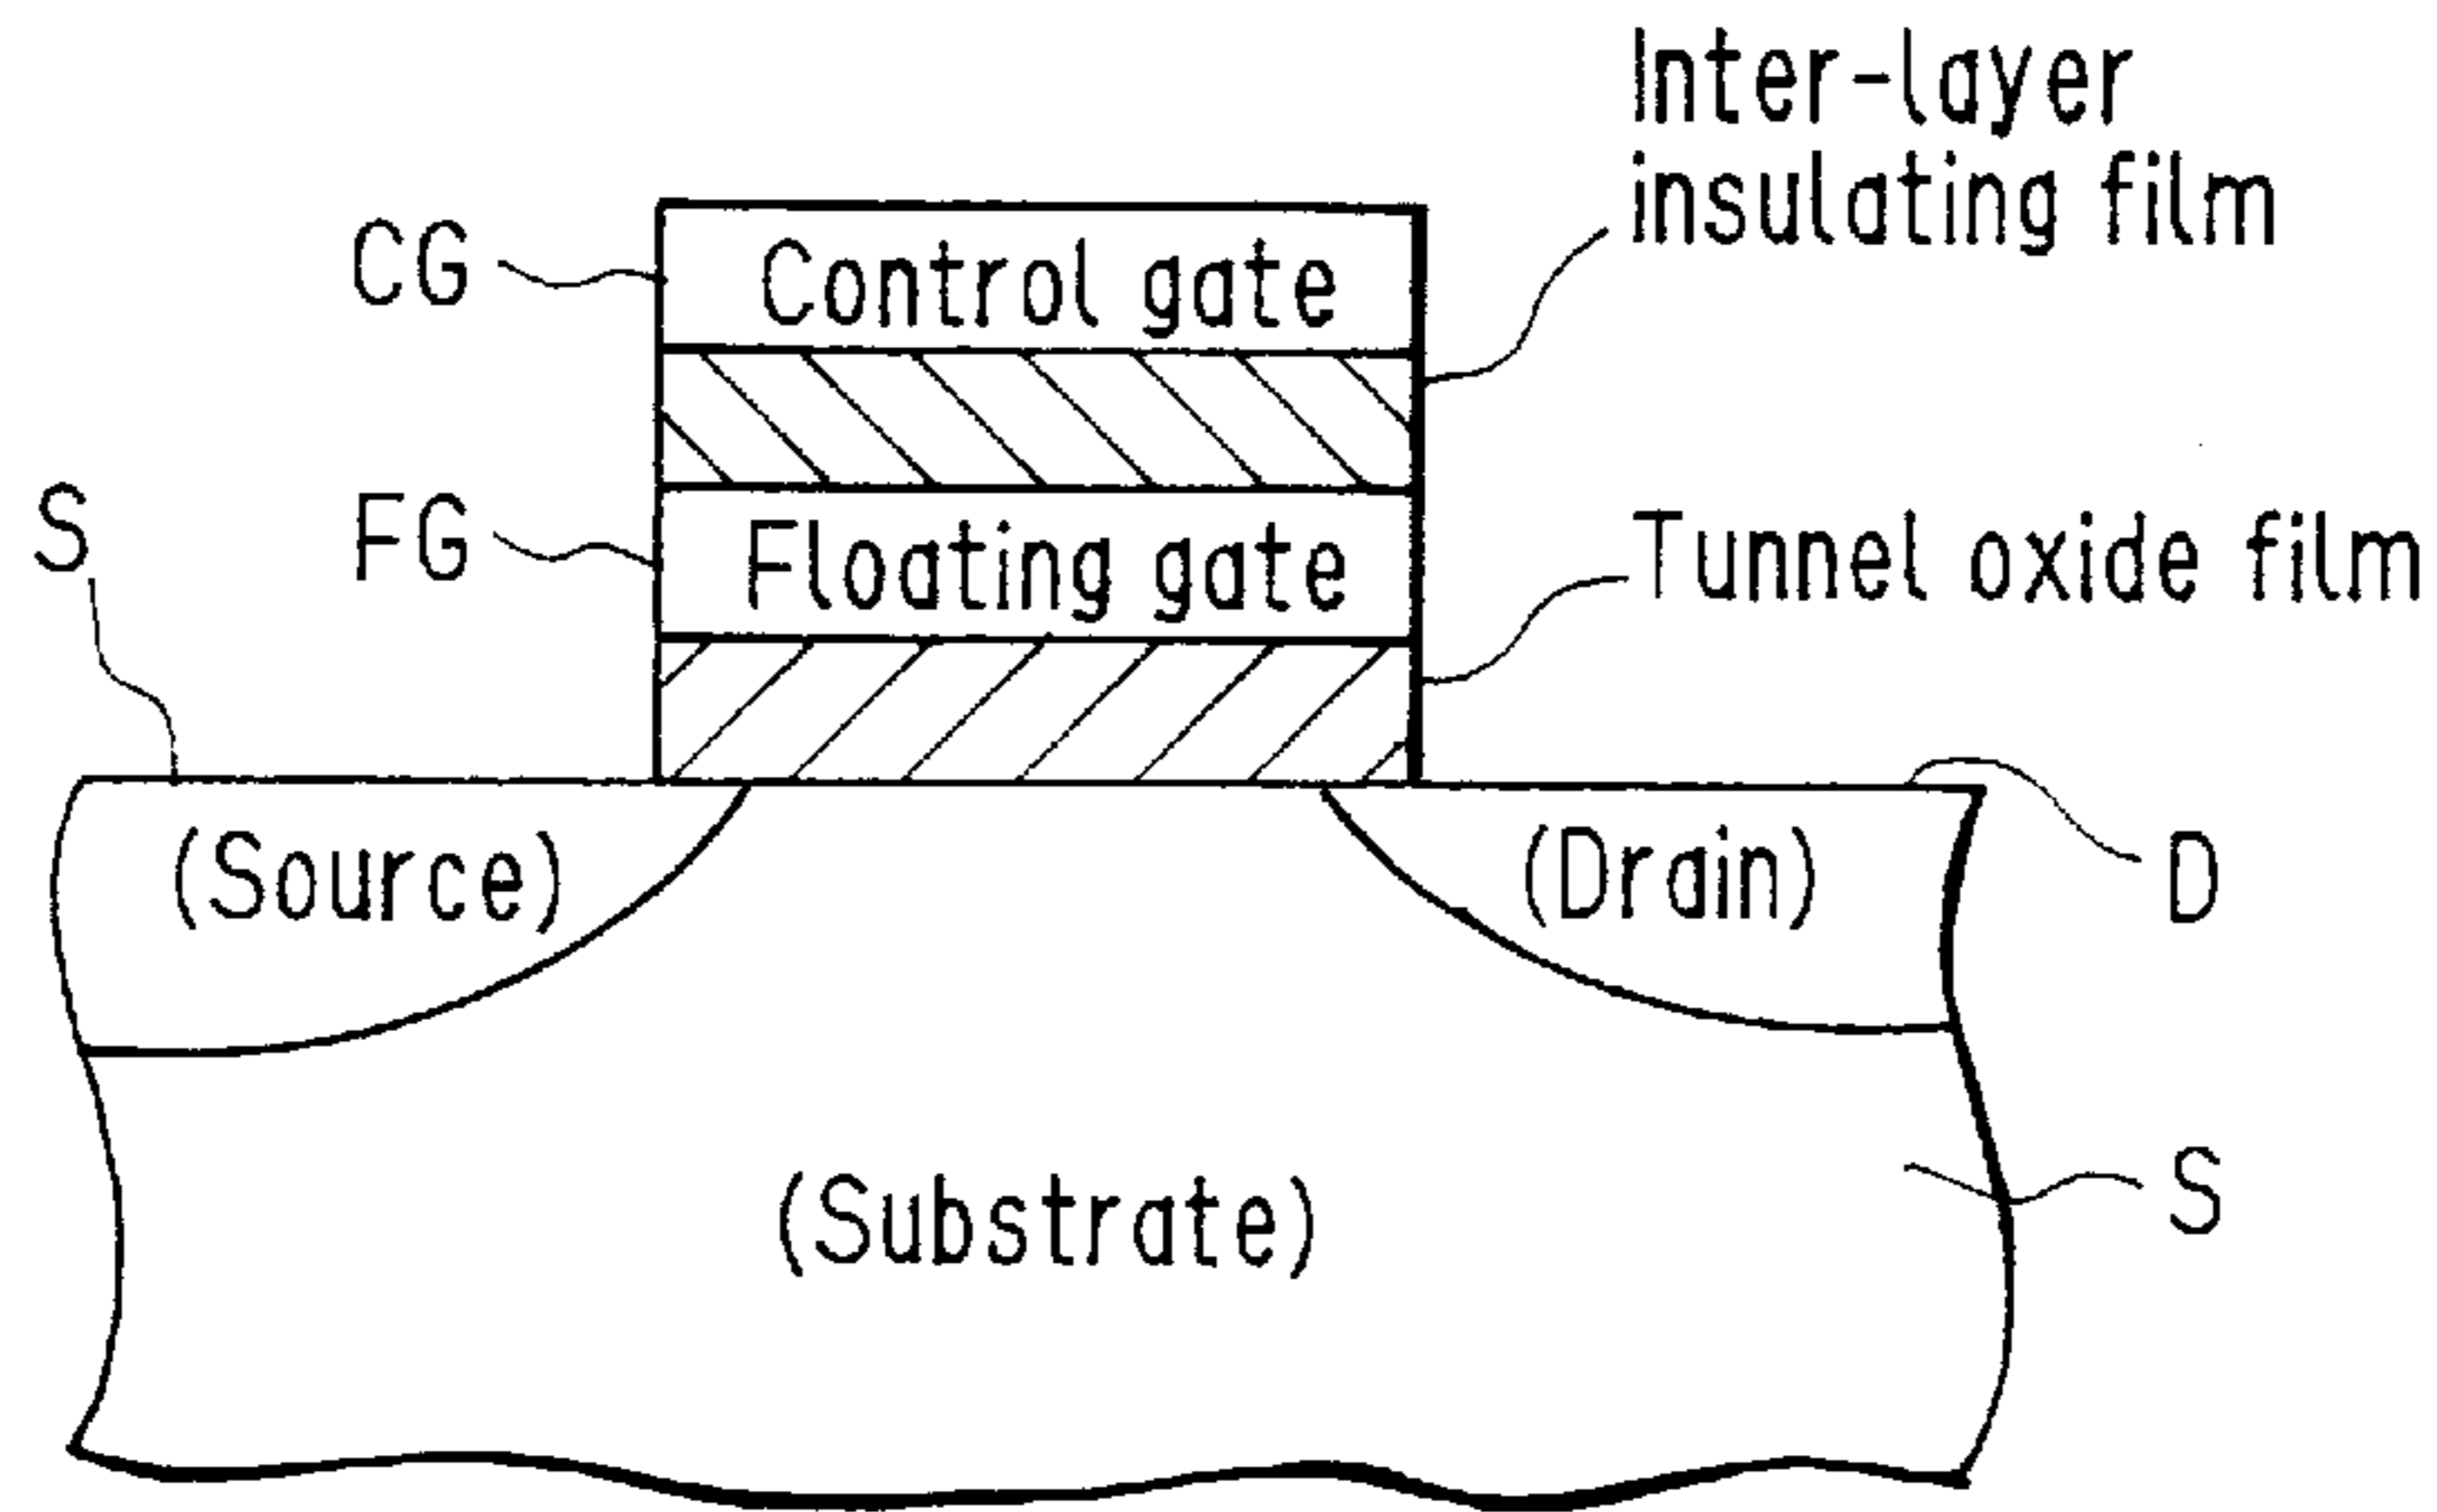 Inter-layer
insulating film
CG
Control gate
S
FG
Floating gate
Tunnel oxide film
(Source)
(Drain)
D
(Substrate)
S